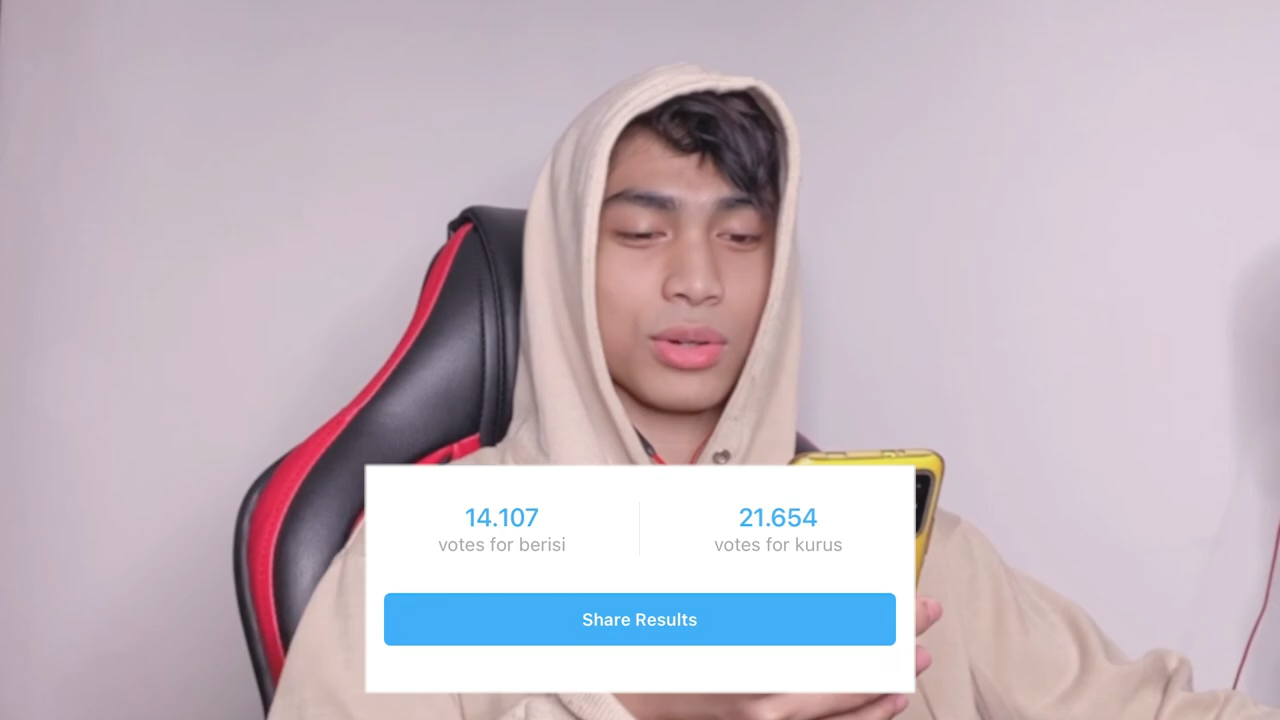 14.107
votes for berisi
21.654
votes for kurus
Share Results